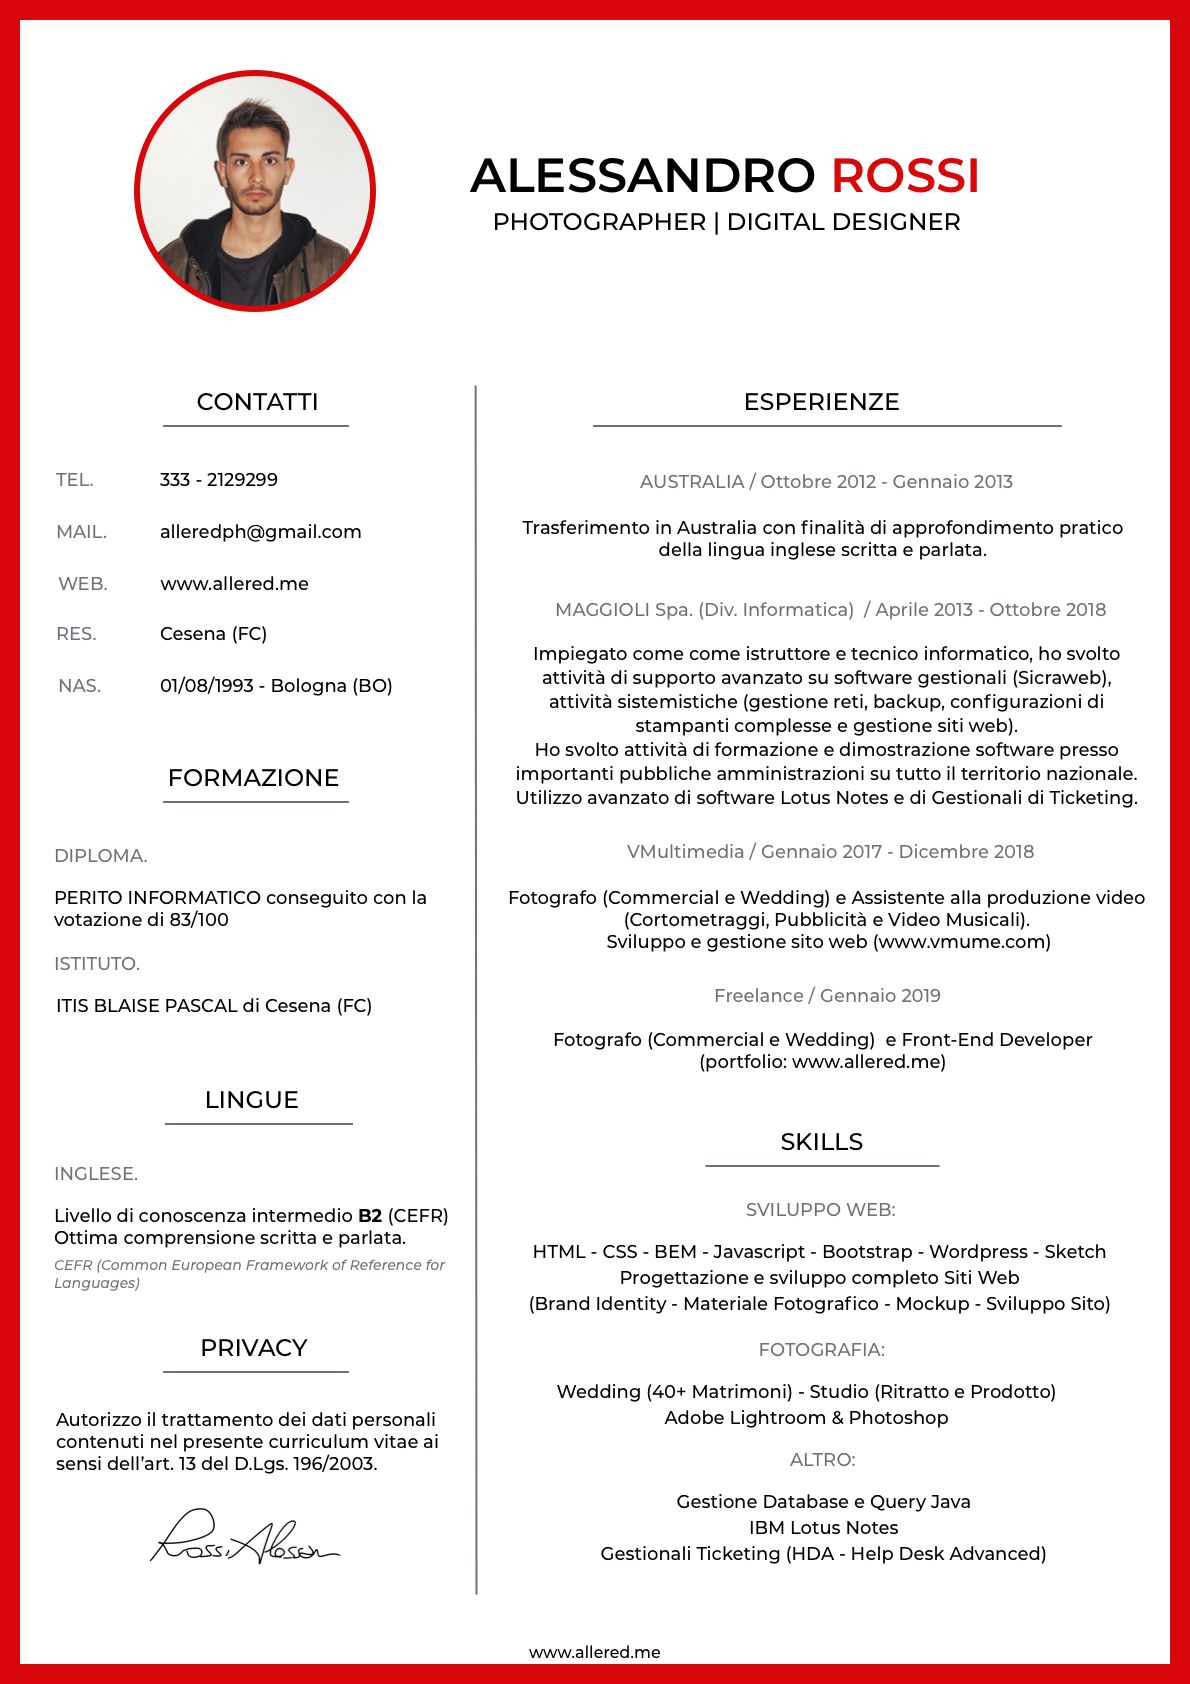 ALESSANDRO ROSSI
PHOTOGRAPHER | DIGITAL DESIGNER
CONTATTI
TEL. 333 - 2129299
MAIL. alleredph@gmail.com
WEB. www.allered.me
RES. Cesena (FC)
NAS. 01/08/1993 - Bologna (BO)
FORMAZIONE
DIPLOMA.
PERITO INFORMATICO conseguito con la
votazione di 83/100
ISTITUTO.
ITIS BLAISE PASCAL di Cesena (FC)
LINGUE
INGLESE.
Livello di conoscenza intermedio B2 (CEFR)
Ottima comprensione scritta e parlata.
CEFR (Common European Framework of Reference for
Languages)
PRIVACY
Autorizzo il trattamento dei dati personali
contenuti nel presente curriculum vitae ai
sensi dell'art. 13 del D.Lgs. 196/2003.
ESPERIENZE
AUSTRALIA / Ottobre 2012 - Gennaio 2013
Trasferimento in Australia con finalità di approfondimento pratico
della lingua inglese scritta e parlata.
MAGGIOLI Spa. (Div. Informatica)  / Aprile 2013 - Ottobre 2018
Impiegato come come istruttore e tecnico informatico, ho svolto
attività di supporto avanzato su software gestionali (Sicraweb),
attività sistemistiche (gestione reti, backup, configurazioni di
stampanti complesse e gestione siti web).
Ho svolto attività di formazione e dimostrazione software presso
importanti pubbliche amministrazioni su tutto il territorio nazionale.
Utilizzo avanzato di software Lotus Notes e di Gestionali di Ticketing.
VMultimedia / Gennaio 2017 - Dicembre 2018
Fotografo (Commercial e Wedding) e Assistente alla produzione video
(Cortometraggi, Pubblicità e Video Musicali).
Sviluppo e gestione sito web (www.vmume.com)
Freelance / Gennaio 2019
Fotografo (Commercial e Wedding)  e Front-End Developer
(portfolio: www.allered.me)
SKILLS
SVILUPPO WEB:
HTML - CSS - BEM - Javascript - Bootstrap - Wordpress - Sketch
Progettazione e sviluppo completo Siti Web
(Brand Identity - Materiale Fotografico - Mockup - Sviluppo Sito)
FOTOGRAFIA:
Wedding (40+ Matrimoni) - Studio (Ritratto e Prodotto)
Adobe Lightroom & Photoshop
ALTRO:
Gestione Database e Query Java
IBM Lotus Notes
Gestionali Ticketing (HDA - Help Desk Advanced)
www.allered.me